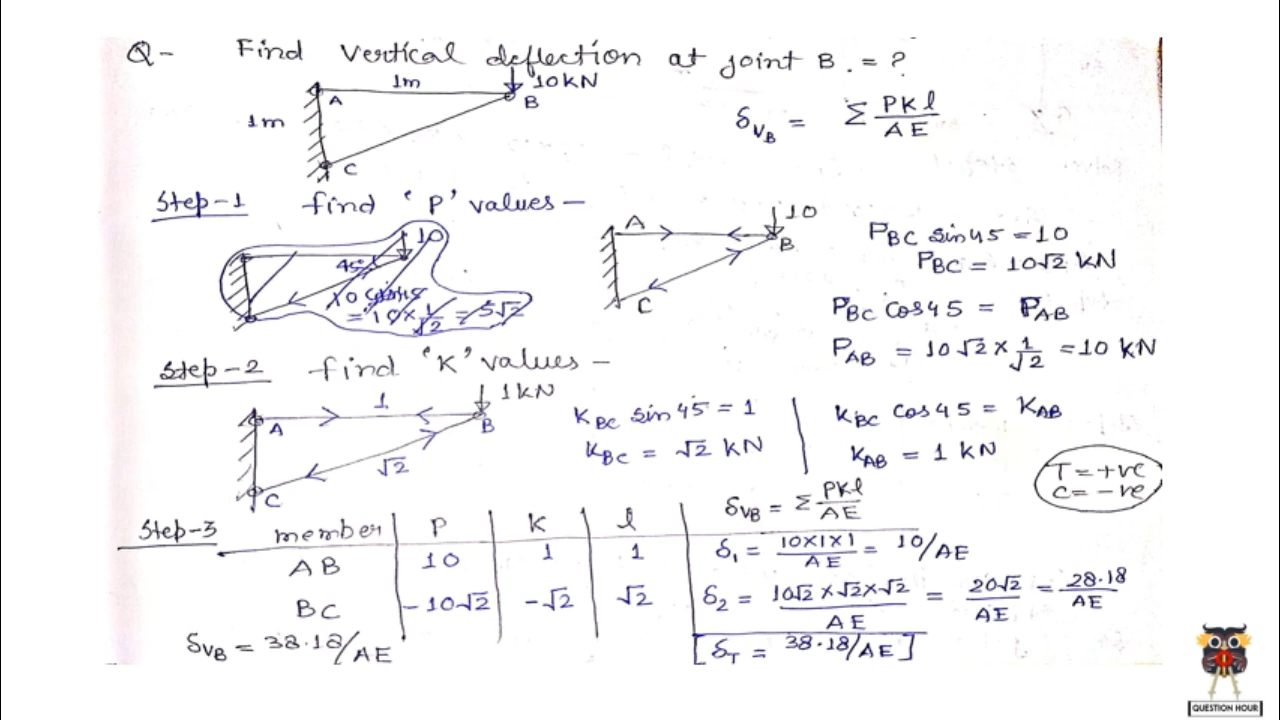 Q- Find Vertical deflection at joint B. = ?
1m 10kN
A B
1m
C
δVB = Σ PKl / AE
Step-1 find 'P' values -
10
45°
= 10 × 1/√2 = 5√2
A 10
B
C
PBC sin45 = 10
PBC = 10√2 kN
PBC cos45 = PAB
PAB = 10√2 × 1/√2 = 10 kN
Step-2 find 'K' values -
1 1kN
A B
√2
C
KBC sin45 = 1
KBC = √2 kN
KBC cos45 = KAB
KAB = 1 kN
T = +ve
C = -ve
Step-3 member P K l
AB 10 1 1
BC -10√2 -√2 √2
δVB = 38.18/AE
δVB = Σ PKl / AE
δ1 = 10×1×1 / AE = 10/AE
δ2 = 10√2 × √2 × √2 / AE = 20√2 / AE = 28.18 / AE
[δT = 38.18/AE]
QUESTION HOUR